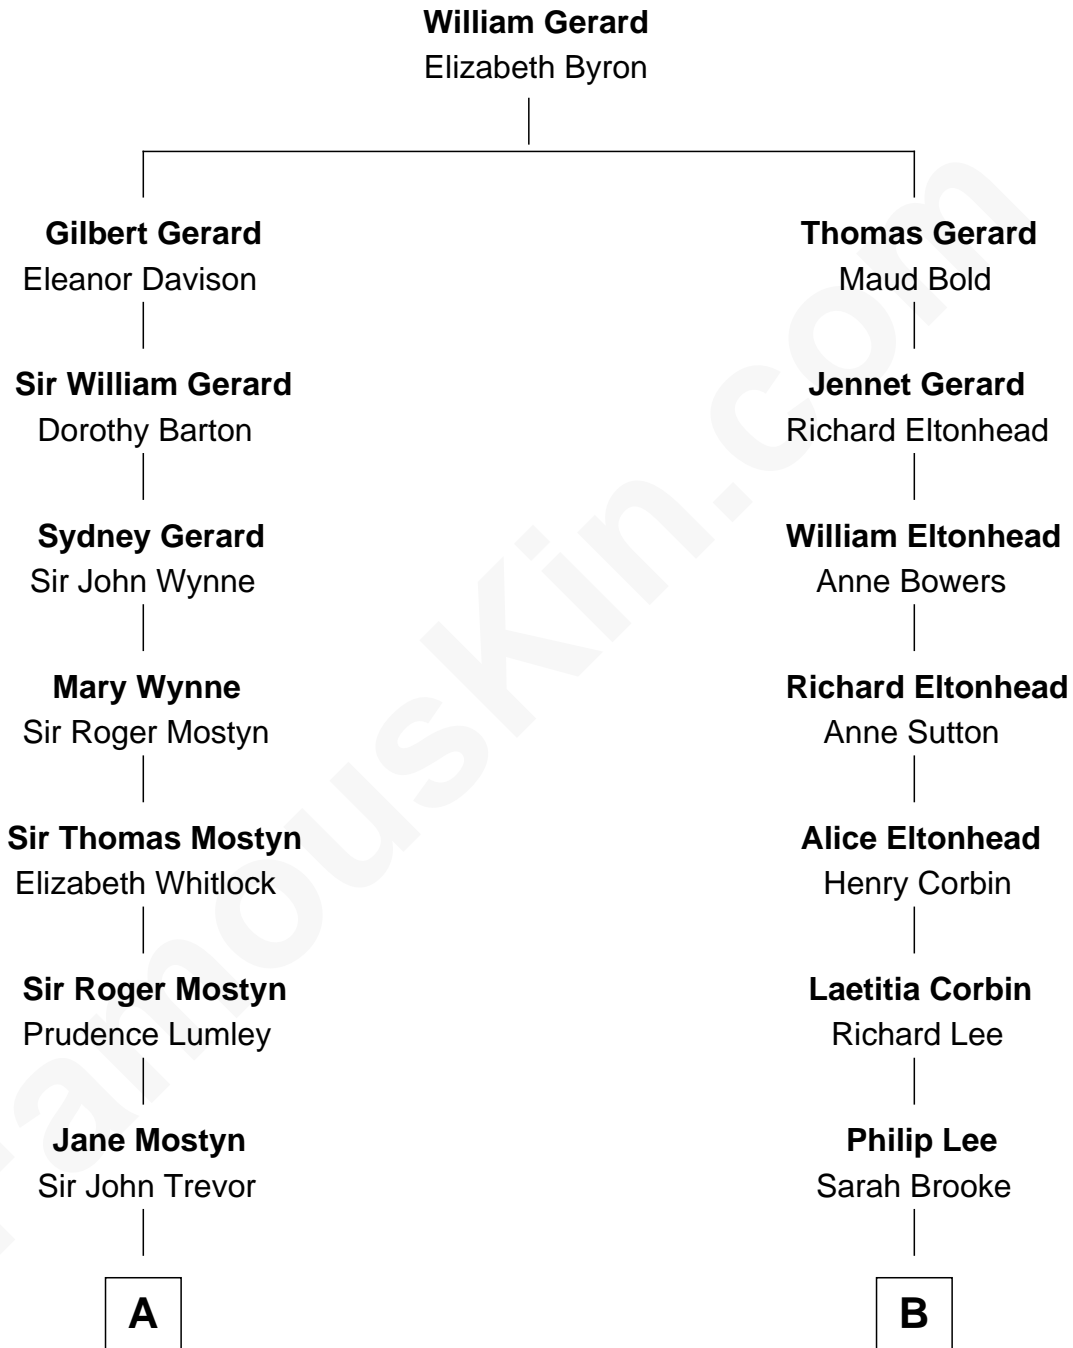 William Gerard
Elizabeth Byron
Gilbert Gerard
Eleanor Davison
Thomas Gerard
Maud Bold
Sir William Gerard
Dorothy Barton
Jennet Gerard
Richard Eltonhead
Sydney Gerard
Sir John Wynne
William Eltonhead
Anne Bowers
Mary Wynne
Sir Roger Mostyn
Richard Eltonhead
Anne Sutton
Sir Thomas Mostyn
Elizabeth Whitlock
Alice Eltonhead
Henry Corbin
Sir Roger Mostyn
Prudence Lumley
Laetitia Corbin
Richard Lee
Jane Mostyn
Sir John Trevor
Philip Lee
Sarah Brooke
A
B
FamousKin.com